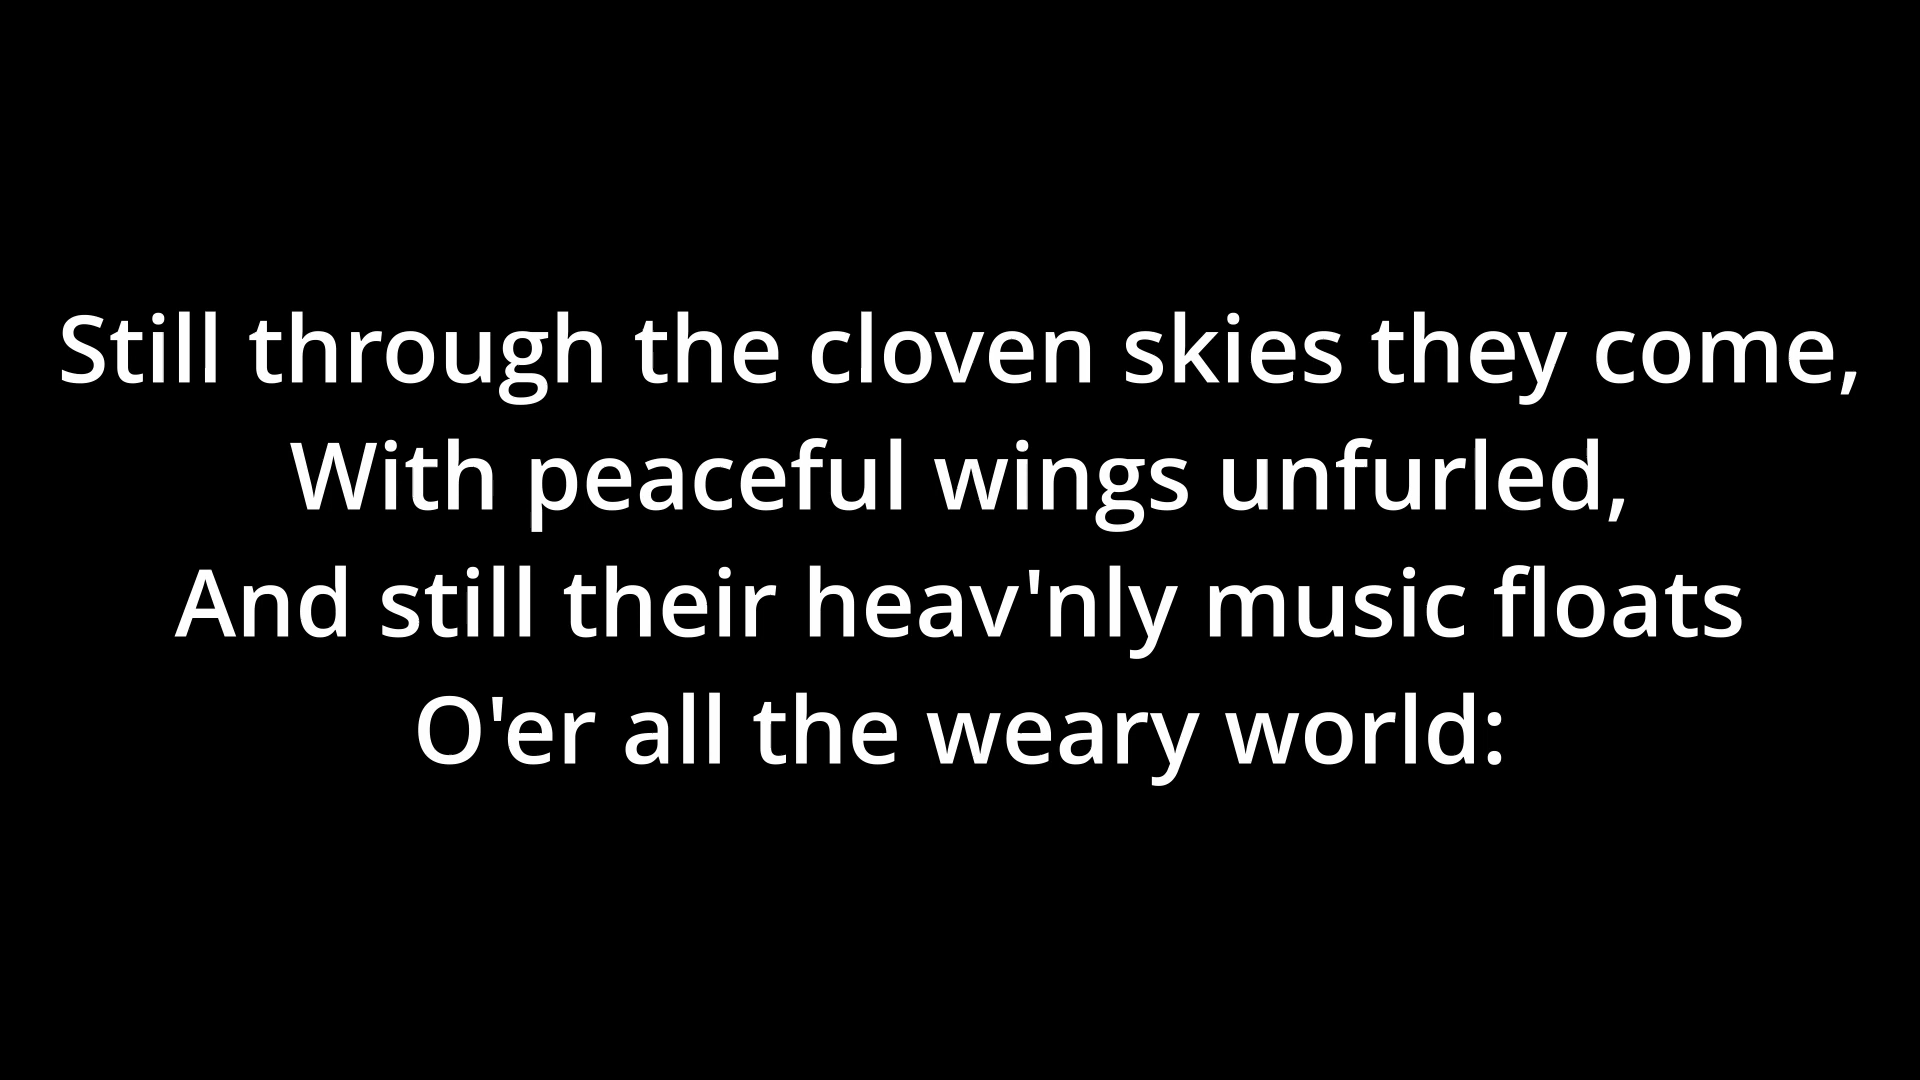 Still through the cloven skies they come,
With peaceful wings unfurled,
And still their heav'nly music floats
O'er all the weary world: